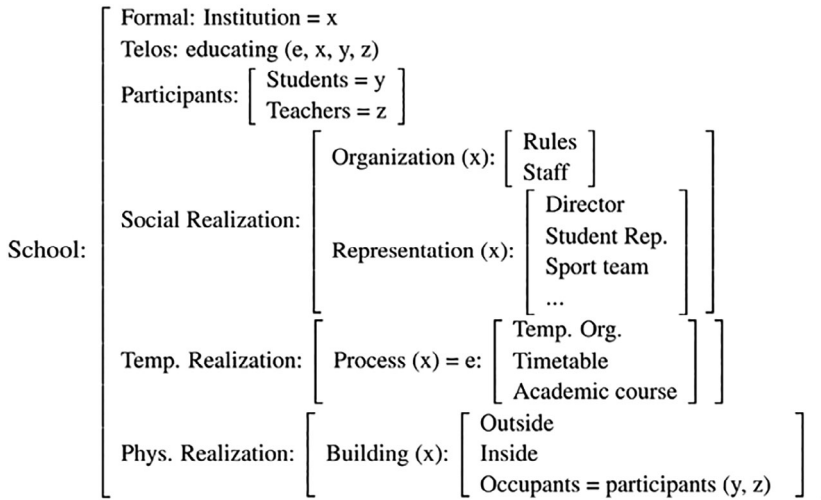 Formal: Institution = x
Telos: educating (e, x, y, z)
Participants:
Students = y
Teachers = z
School:
Social Realization:
Organization (x):
Rules
Staff
Representation (x):
Director
Student Rep.
Sport team
...
Temp. Realization:
Process (x) = e:
Temp. Org.
Timetable
Academic course
Phys. Realization:
Building (x):
Outside
Inside
Occupants = participants (y, z)